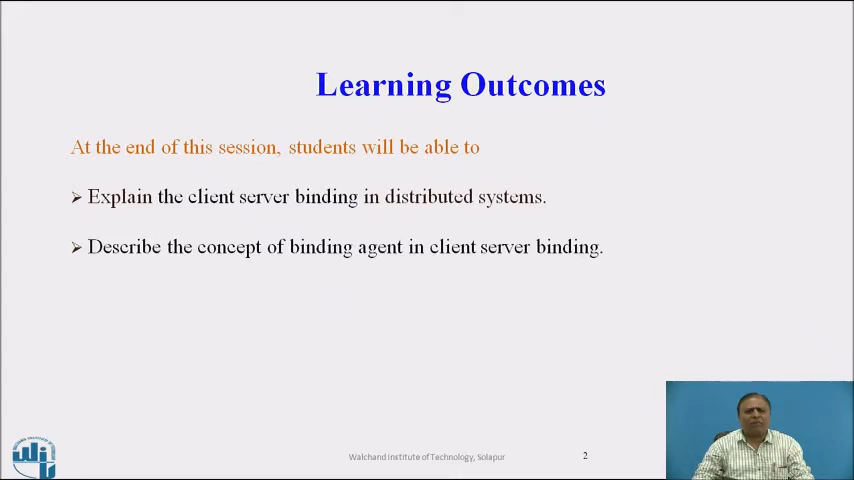 Learning Outcomes
At the end of this session, students will be able to
➢ Explain the client server binding in distributed systems.
➢ Describe the concept of binding agent in client server binding.
Walchand Institute of Technology, Solapur
2